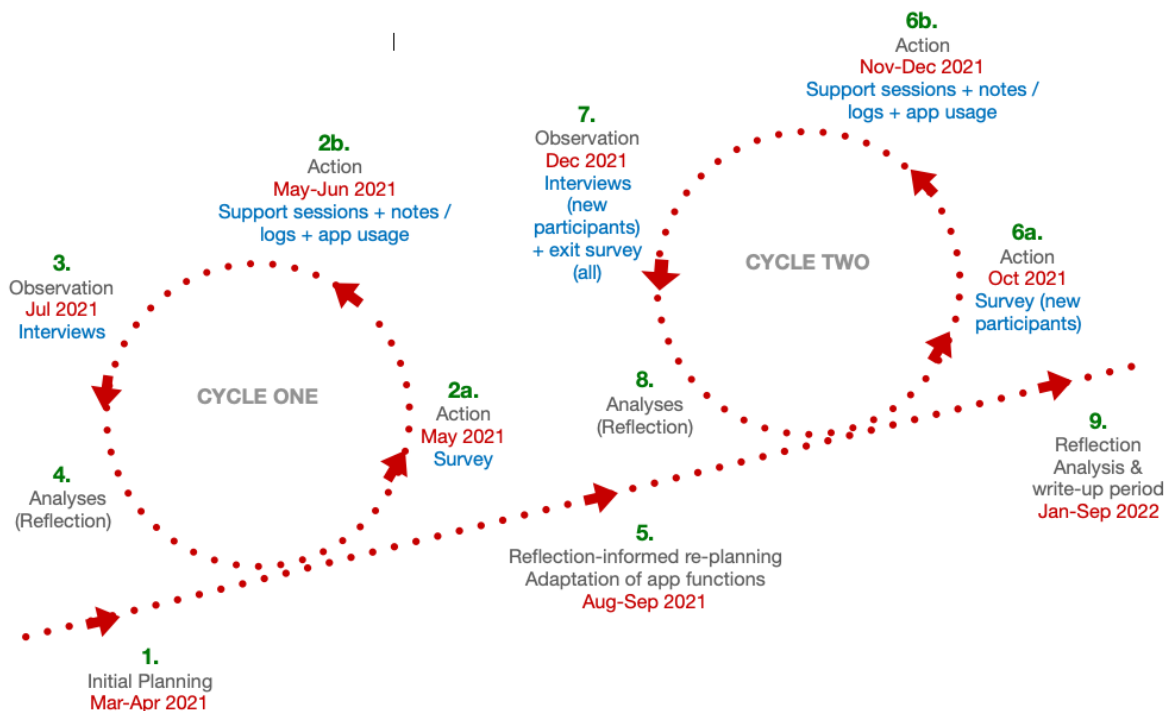 1.
Initial Planning
Mar-Apr 2021
2a.
Action
May 2021
Survey
2b.
Action
May-Jun 2021
Support sessions + notes /
logs + app usage
3.
Observation
Jul 2021
Interviews
4.
Analyses
(Reflection)
CYCLE ONE
5.
Reflection-informed re-planning
Adaptation of app functions
Aug-Sep 2021
6a.
Action
Oct 2021
Survey (new
participants)
6b.
Action
Nov-Dec 2021
Support sessions + notes /
logs + app usage
7.
Observation
Dec 2021
Interviews
(new
participants)
+ exit survey
(all)
8.
Analyses
(Reflection)
CYCLE TWO
9.
Reflection
Analysis &
write-up period
Jan-Sep 2022